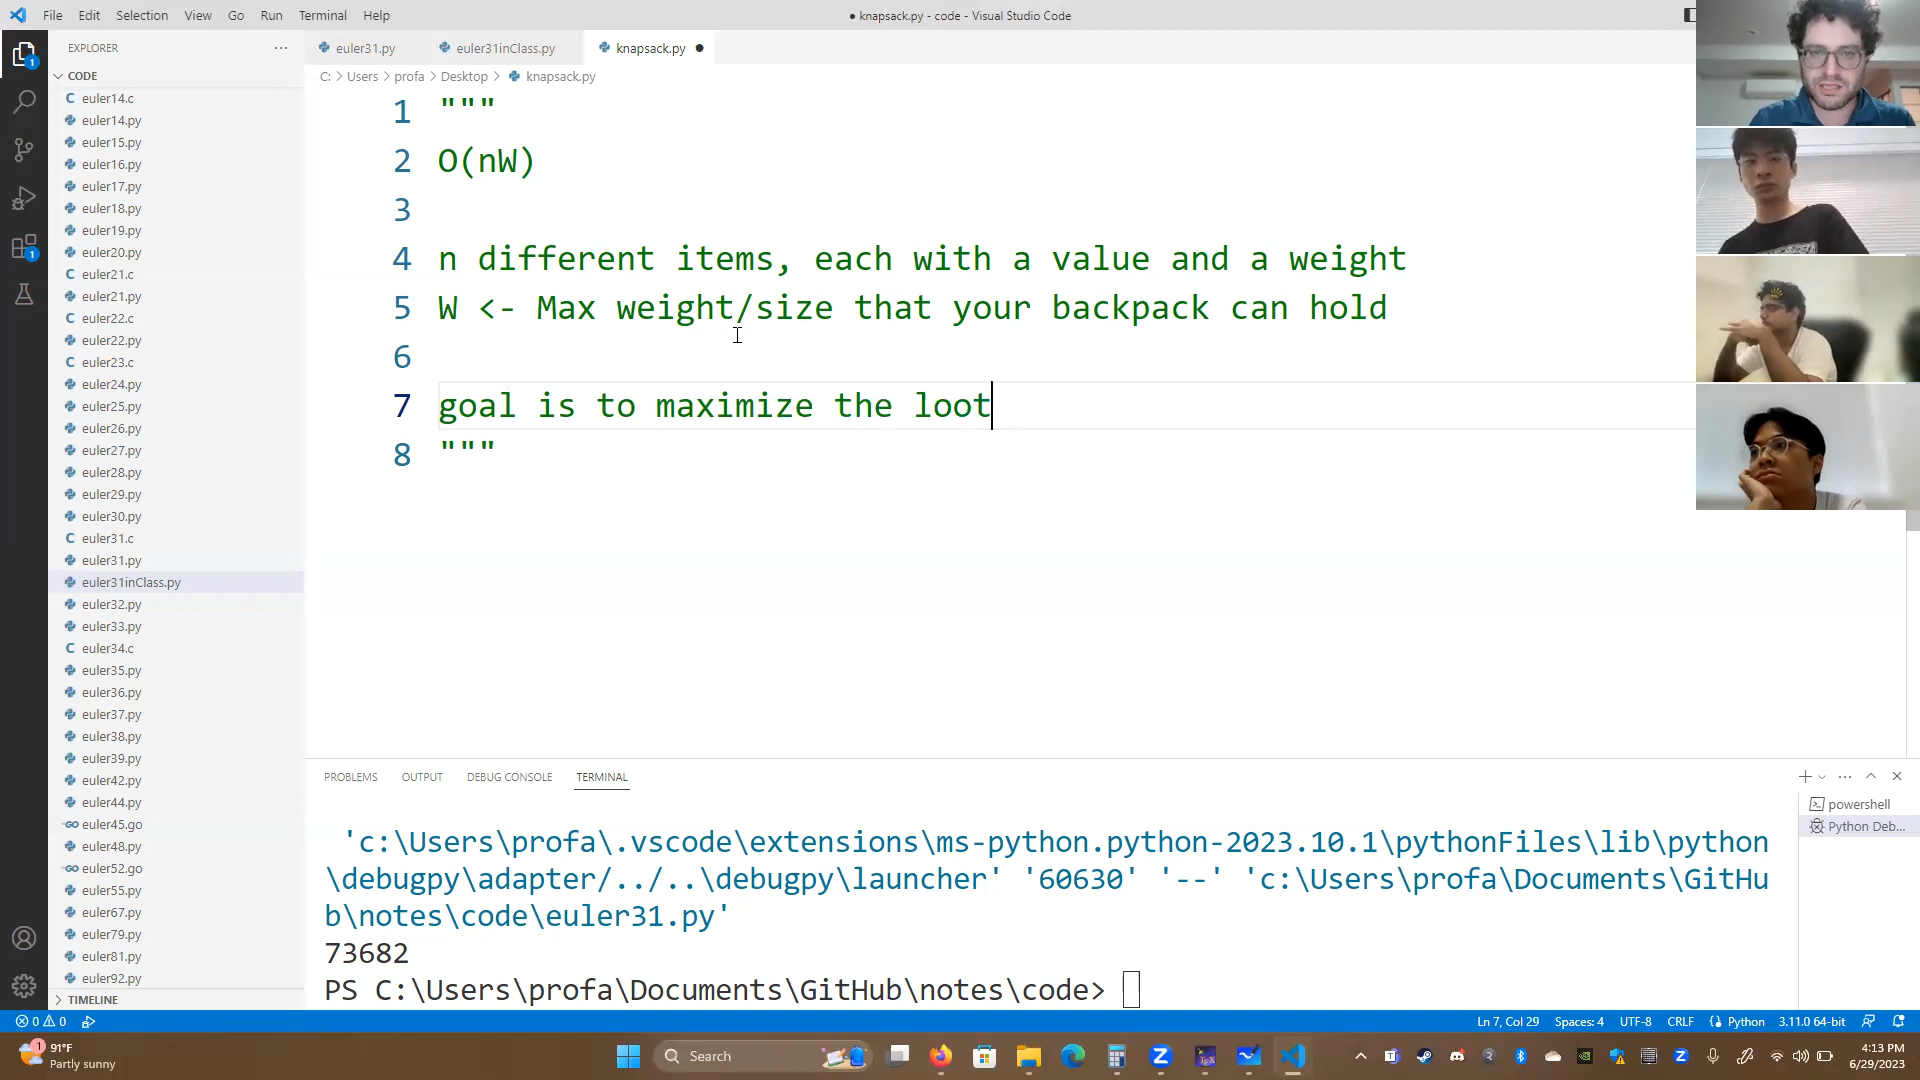 File Edit Selection View Go Run Terminal Help
● knapsack.py - code - Visual Studio Code
EXPLORER ···
euler31.py euler31inClass.py knapsack.py ●
CODE
C: > Users > profa > Desktop > knapsack.py
C euler14.c
euler14.py
euler15.py
euler16.py
euler17.py
euler18.py
euler19.py
euler20.py
C euler21.c
euler21.py
C euler22.c
euler22.py
C euler23.c
euler24.py
euler25.py
euler26.py
euler27.py
euler28.py
euler29.py
euler30.py
C euler31.c
euler31.py
euler31inClass.py
euler32.py
euler33.py
C euler34.c
euler35.py
euler36.py
euler37.py
euler38.py
euler39.py
euler42.py
euler44.py
euler45.go
euler48.py
euler52.go
euler55.py
euler67.py
euler79.py
euler81.py
euler92.py
TIMELINE
1 """
2 O(nW)
3
4 n different items, each with a value and a weight
5 W <- Max weight/size that your backpack can hold
6
7 goal is to maximize the loot
8 """
PROBLEMS OUTPUT DEBUG CONSOLE TERMINAL
powershell
Python Deb...
'c:\Users\profa\.vscode\extensions\ms-python.python-2023.10.1\pythonFiles\lib\python
\debugpy\adapter/../..\debugpy\launcher' '60630' '--' 'c:\Users\profa\Documents\GitHu
b\notes\code\euler31.py'
73682
PS C:\Users\profa\Documents\GitHub\notes\code>
0 0
Ln 7, Col 29 Spaces: 4 UTF-8 CRLF Python 3.11.0 64-bit
1
91°F
Partly sunny
Search
4:13 PM
6/29/2023